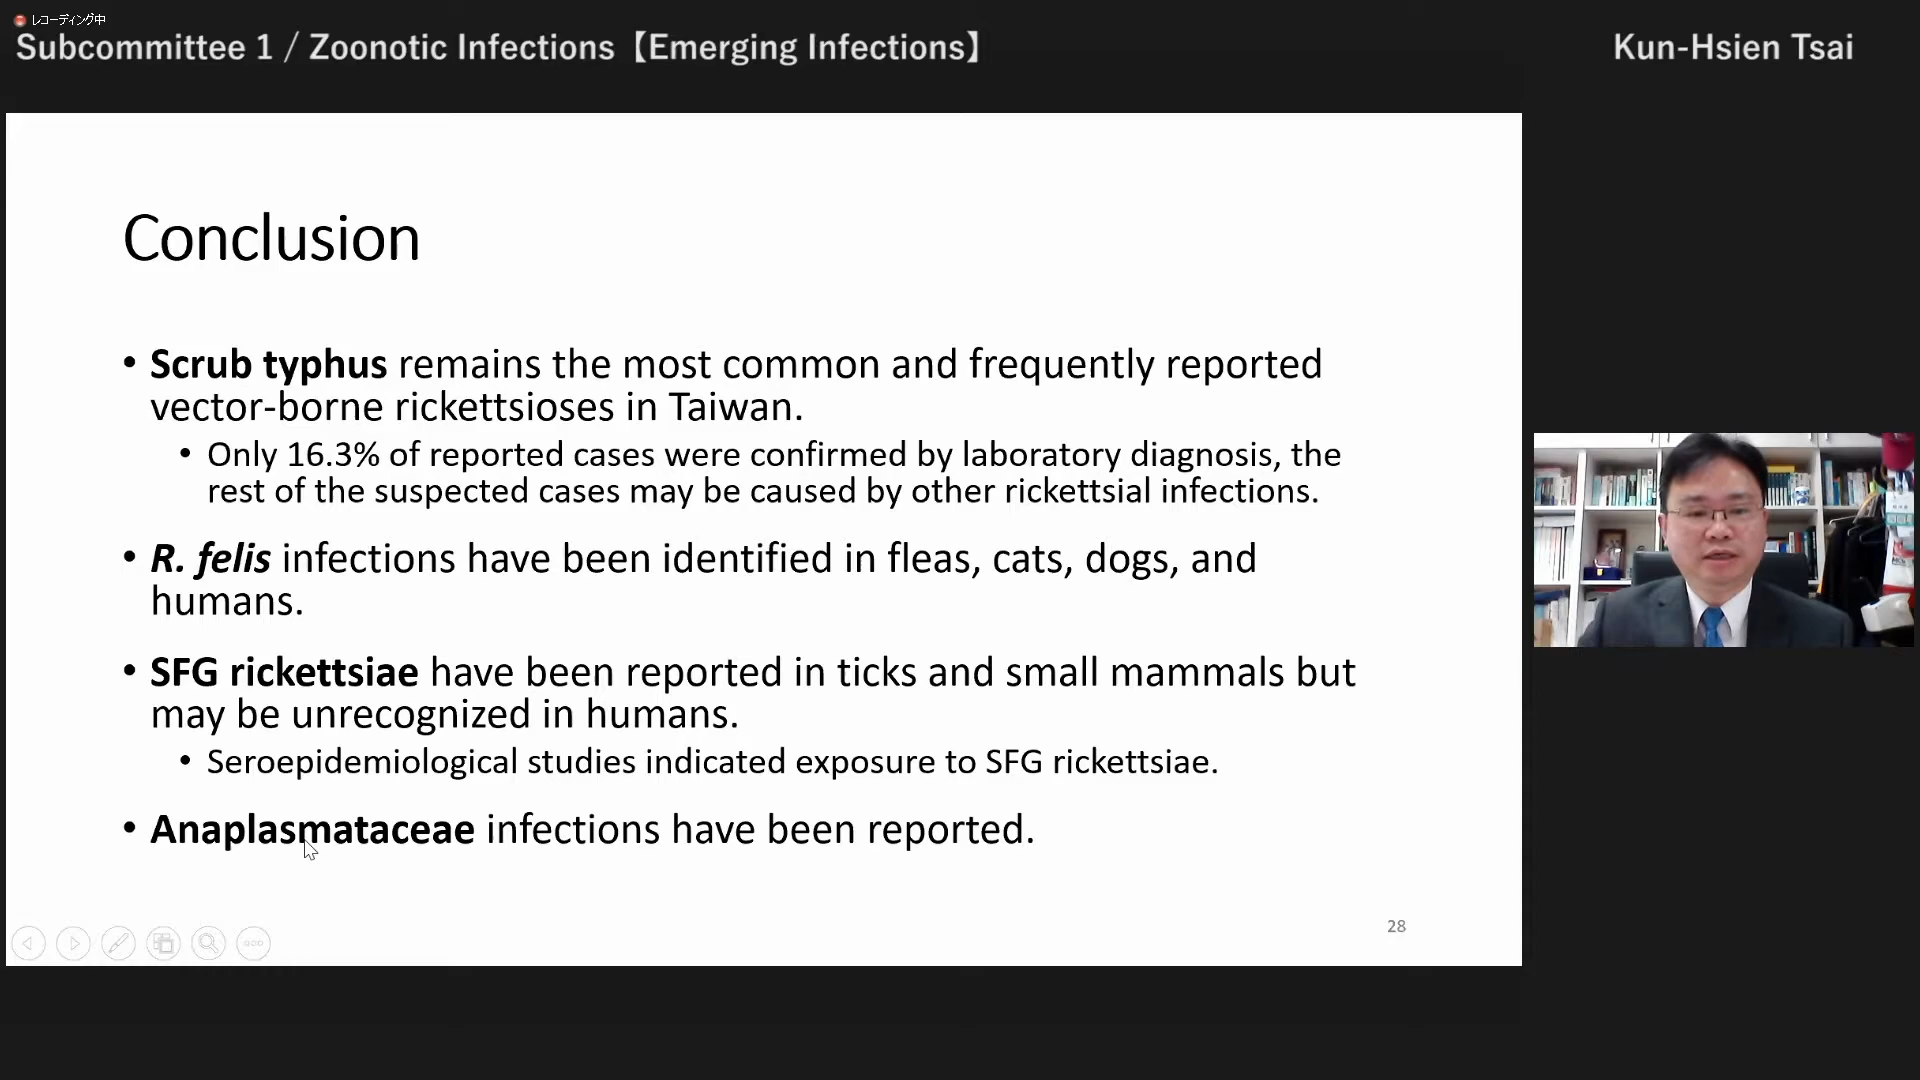 レコーディング中
Subcommittee 1 / Zoonotic Infections【Emerging Infections】
Kun-Hsien Tsai
Conclusion
• Scrub typhus remains the most common and frequently reported
vector-borne rickettsioses in Taiwan.
• Only 16.3% of reported cases were confirmed by laboratory diagnosis, the
rest of the suspected cases may be caused by other rickettsial infections.
• R. felis infections have been identified in fleas, cats, dogs, and
humans.
• SFG rickettsiae have been reported in ticks and small mammals but
may be unrecognized in humans.
• Seroepidemiological studies indicated exposure to SFG rickettsiae.
• Anaplasmataceae infections have been reported.
28